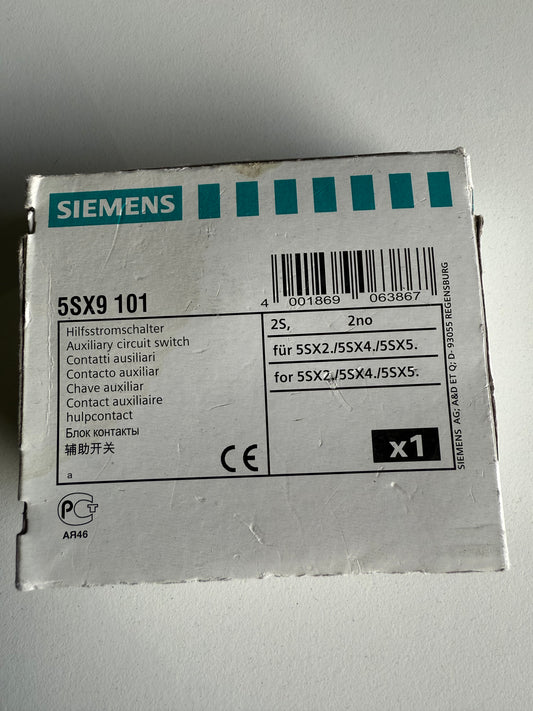 SIEMENS
5SX9 101
4 001869 063867
Hilfsstromschalter
Auxiliary circuit switch
Contatti ausiliari
Contacto auxiliar
Chave auxiliar
Contact auxiliaire
hulpcontact
Блок контакты
辅助开关
a
CE
2S, 2no
für 5SX2./5SX4./5SX5.
for 5SX2./5SX4./5SX5.
x1
SIEMENS AG; A&D ET Q; D- 93055 REGENSBURG
РСТ
АЯ46